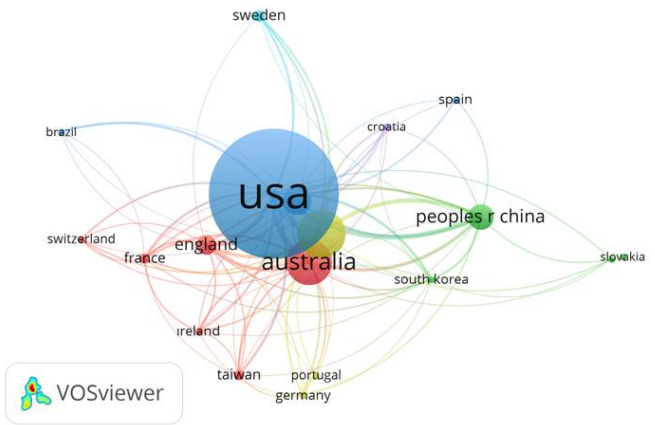 sweden
spain
croatia
brazil
usa
peoples r china
switzerland
england
france
australia
slovakia
south korea
ireland
taiwan
portugal
germany
VOSviewer